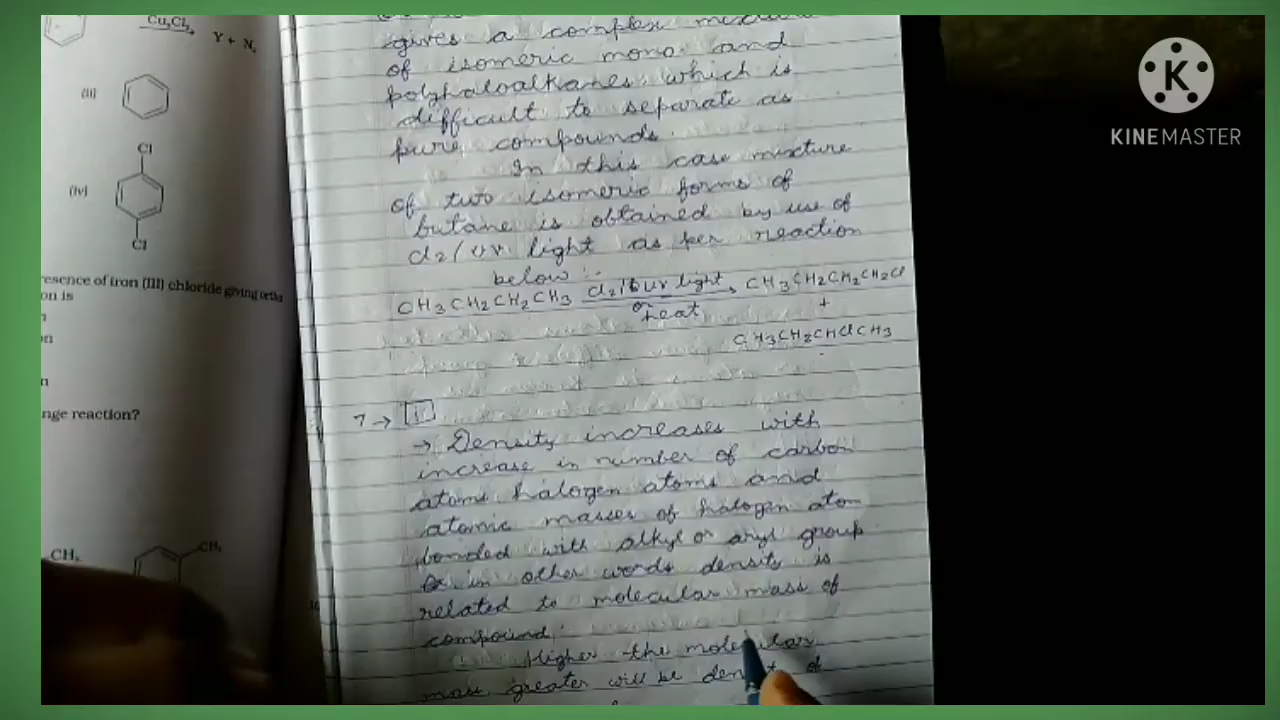 Cu₂Cl₂
Y + N₂
(ii)
Cl
(iv)
Cl
esence of iron (III) chloride giving ortho
on is
on
n
nge reaction?
CH₃
CH₃
gives a complex mixture
of isomeric mono and
polyhaloalkanes which is
difficult to separate as
pure compounds.
In this case mixture
of two isomeric forms of
butane is obtained by use of
cl₂/uv light as per reaction
below :-
CH₃CH₂CH₂CH₃ cl₂/uv light CH₃CH₂CH₂CH₂Cl
or heat
+
CH₃CH₂CHClCH₃
7 →
→ Density increases with
increase in number of carbon
atoms halogen atoms and
atomic masses of halogen atom
bonded with alkyl or aryl group
in other words density is
related to molecular mass of
compound.
Higher the molecular
mass greater will be of
K
KINEMASTER